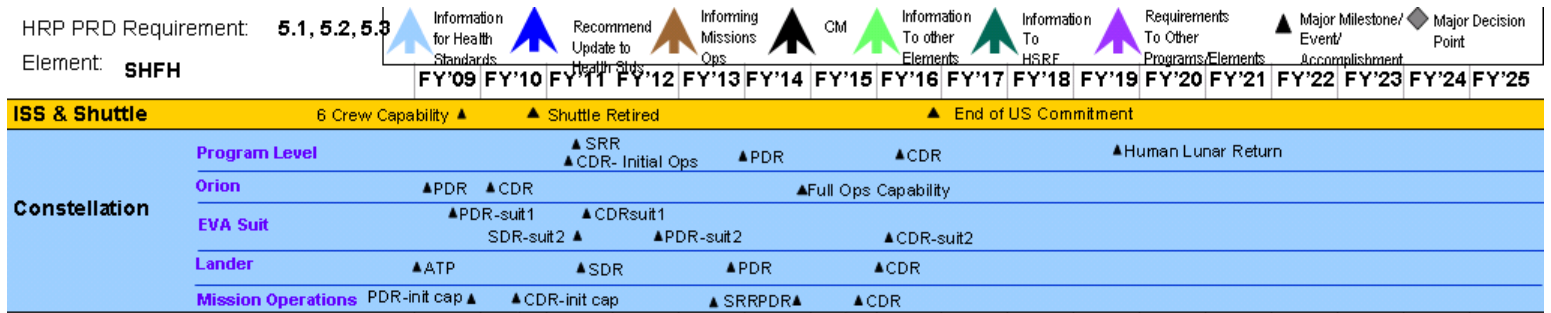 HRP PRD Requirement: 5.1, 5.2, 5.3
Element: SHFH
Information
for Health
Standards
Recommend
Update to
Health Stds
Informing
Missions
Ops
CM
Information
To other
Elements
Information
To
HSRF
Requirements
To Other
Programs/Elements
Major Milestone/
Event/
Accomplishment
Major Decision
Point
FY'09 FY'10 FY'11 FY'12 FY'13 FY'14 FY'15 FY'16 FY'17 FY'18 FY'19 FY'20 FY'21 FY'22 FY'23 FY'24 FY'25
ISS & Shuttle 6 Crew Capability Shuttle Retired End of US Commitment
Constellation
Program Level
SRR
CDR- Initial Ops PDR CDR Human Lunar Return
Orion PDR CDR Full Ops Capability
EVA Suit
PDR-suit1 CDRsuit1
SDR-suit2 PDR-suit2 CDR-suit2
Lander ATP SDR PDR CDR
Mission Operations PDR-init cap CDR-init cap SRRPDR CDR